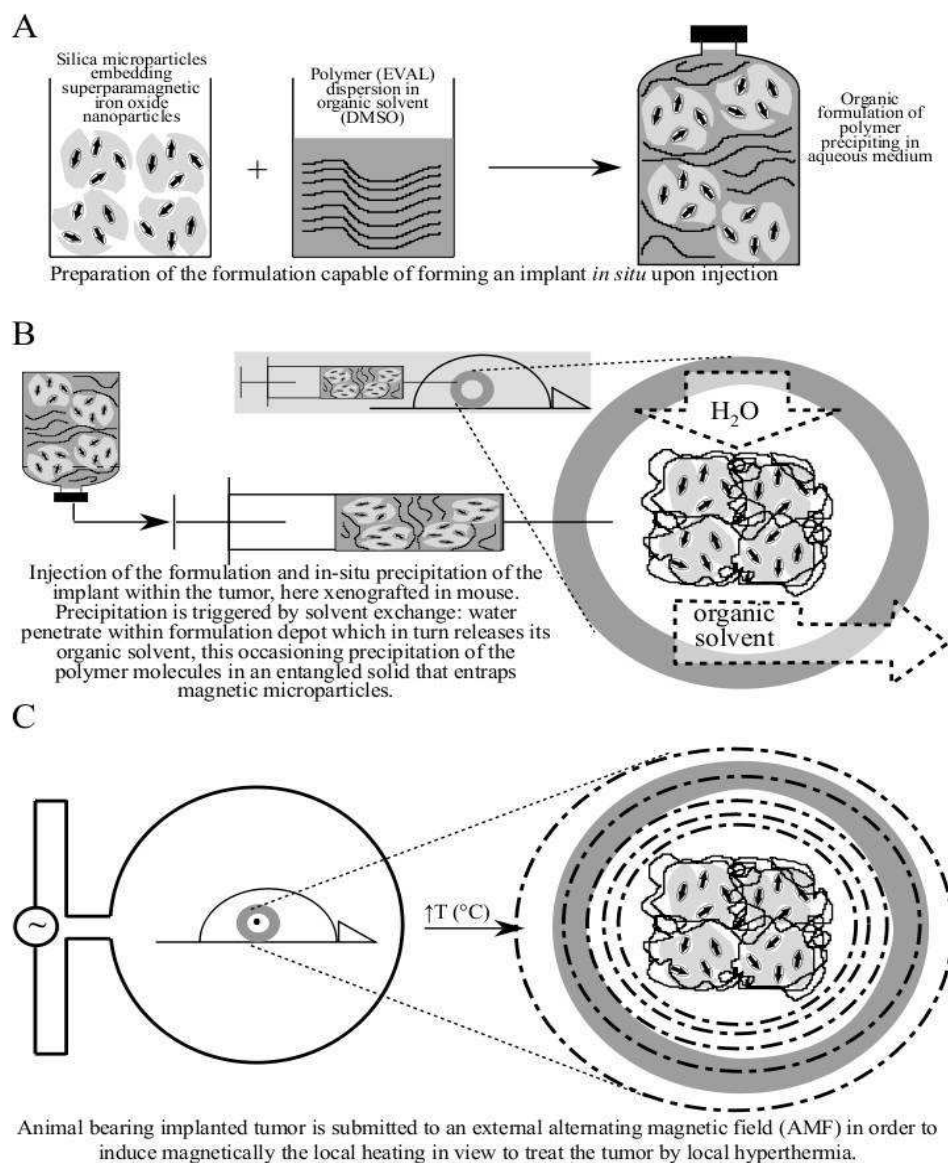 A
Silica microparticles
embedding
superparamagnetic
iron oxide
nanoparticles
+
Polymer (EVAL)
dispersion in
organic solvent
(DMSO)
Organic
formulation of
polymer
precipiting in
aqueous medium
Preparation of the formulation capable of forming an implant in situ upon injection
B
H₂O
organic
solvent
Injection of the formulation and in-situ precipitation of the
implant within the tumor, here xenografted in mouse.
Precipitation is triggered by solvent exchange: water
penetrate within formulation depot which in turn releases its
organic solvent, this occasioning precipitation of the
polymer molecules in an entangled solid that entraps
magnetic microparticles.
C
~
↑T (°C)
Animal bearing implanted tumor is submitted to an external alternating magnetic field (AMF) in order to
induce magnetically the local heating in view to treat the tumor by local hyperthermia.